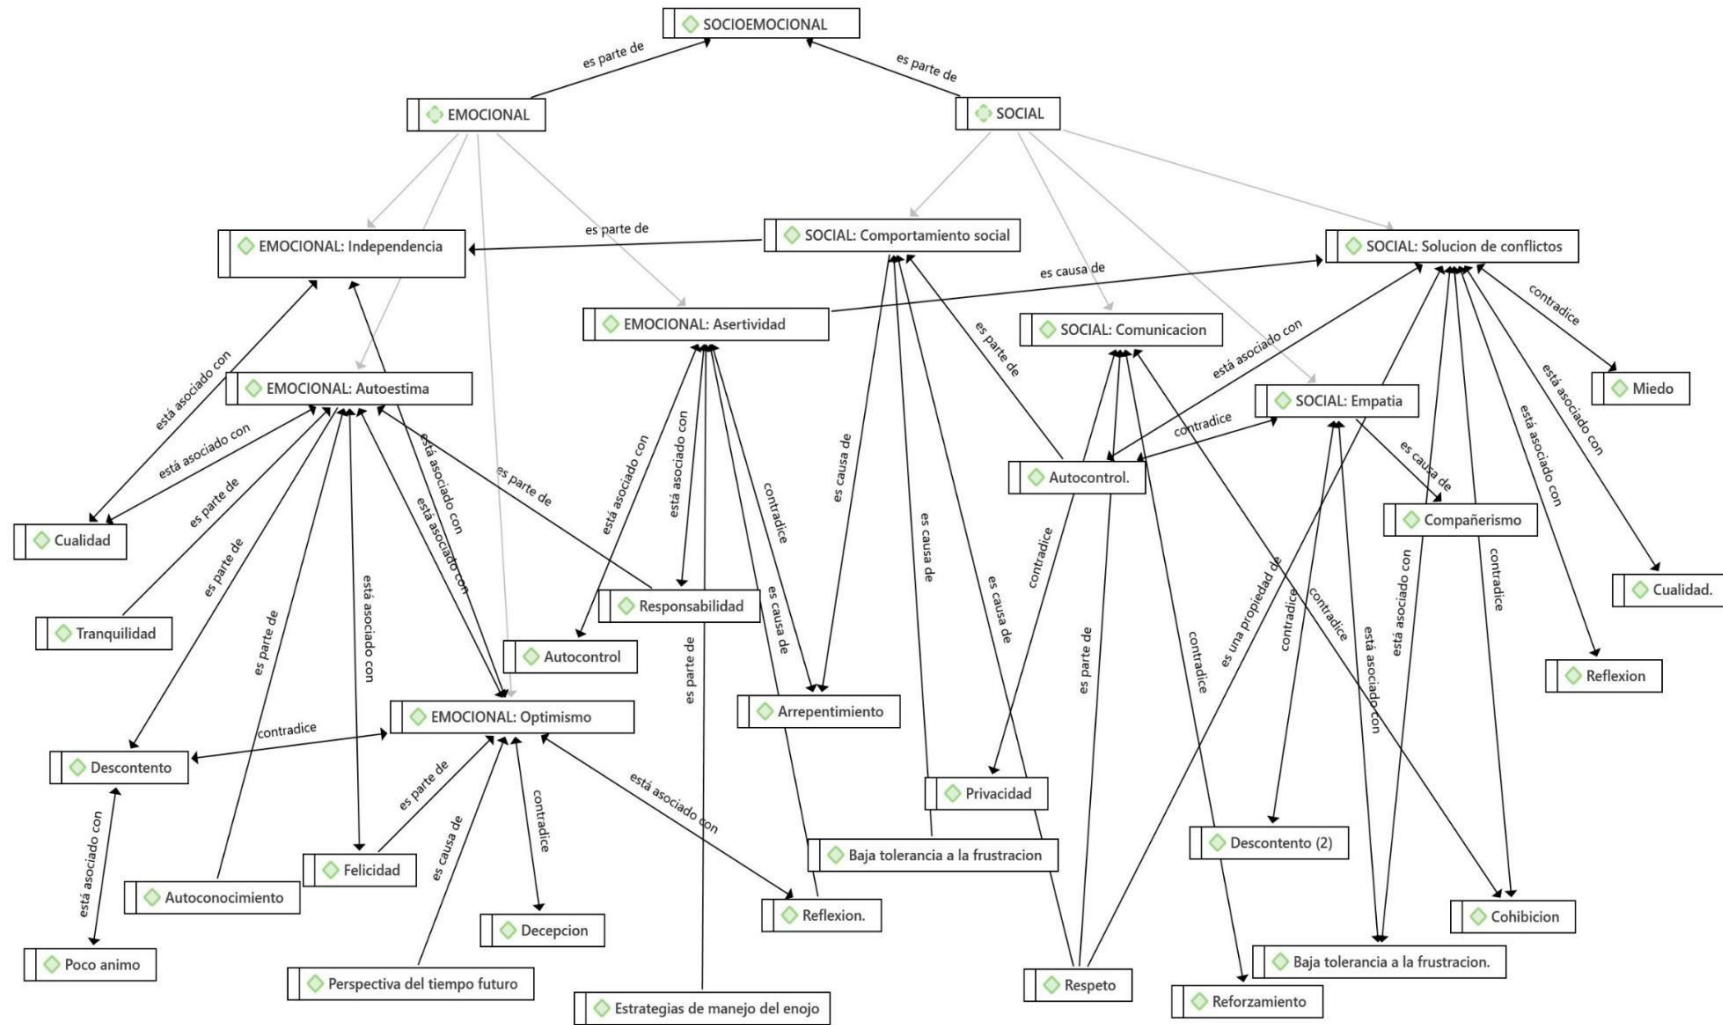 SOCIOEMOCIONAL
es parte de
es parte de
EMOCIONAL
SOCIAL
EMOCIONAL: Independencia
es parte de
SOCIAL: Comportamiento social
SOCIAL: Solucion de conflictos
es causa de
contradice
EMOCIONAL: Asertividad
SOCIAL: Comunicacion
es parte de
está asociado con
está asociado con
EMOCIONAL: Autoestima
SOCIAL: Empatia
Miedo
está asociado con
contradice
está asociado con
está asociado con
es parte de
es parte de
está asociado con
está asociado con
está asociado con
contradice
es causa de
Autocontrol.
es causa de
está asociado con
Cualidad
Compañerismo
es parte de
es causa de
contradice
está asociado con
contradice
Cualidad.
Tranquilidad
Responsabilidad
es causa de
es causa de
es una propiedad de
contradice
contradice
es parte de
está asociado con
Autocontrol
es parte de
es parte de
contradice
está asociado con
Reflexion
EMOCIONAL: Optimismo
Arrepentimiento
contradice
Descontento
es parte de
está asociado con
Privacidad
está asociado con
es causa de
contradice
Descontento (2)
Felicidad
Baja tolerancia a la frustracion
Autoconocimiento
Reflexion.
Cohibicion
Decepcion
Poco animo
Baja tolerancia a la frustracion.
Perspectiva del tiempo futuro
Respeto
Estrategias de manejo del enojo
Reforzamiento